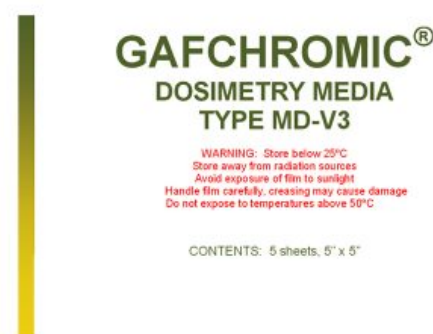 GAFCHROMIC®
DOSIMETRY MEDIA
TYPE MD-V3
WARNING: Store below 25ºC
Store away from radiation sources
Avoid exposure of film to sunlight
Handle film carefully, creasing may cause damage
Do not expose to temperatures above 50ºC
CONTENTS: 5 sheets, 5" x 5"